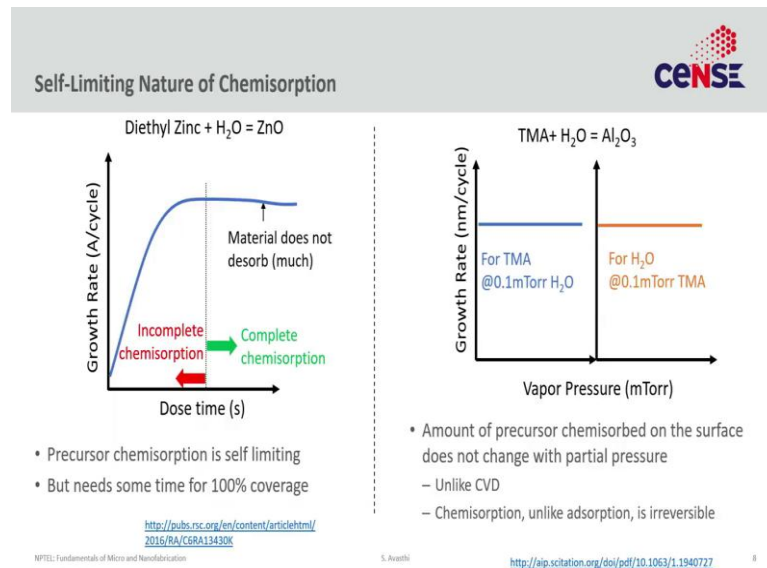 Self-Limiting Nature of Chemisorption
ceNSE
Diethyl Zinc + H₂O = ZnO
Growth Rate (A/cycle)
Material does not
desorb (much)
Incomplete
chemisorption
Complete
chemisorption
Dose time (s)
• Precursor chemisorption is self limiting
• But needs some time for 100% coverage
http://pubs.rsc.org/en/content/articlehtml/
2016/RA/C6RA13430K
TMA+ H₂O = Al₂O₃
Growth Rate (nm/cycle)
For TMA
@0.1mTorr H₂O
For H₂O
@0.1mTorr TMA
Vapor Pressure (mTorr)
• Amount of precursor chemisorbed on the surface
does not change with partial pressure
– Unlike CVD
– Chemisorption, unlike adsorption, is irreversible
http://aip.scitation.org/doi/pdf/10.1063/1.1940727
NPTEL: Fundamentals of Micro and Nanofabrication
S. Avasthi
8